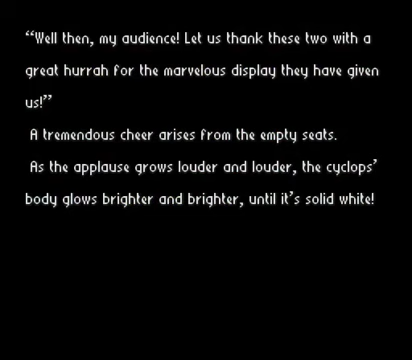 “Well then, my audience! Let us thank these two with a
great hurrah for the marvelous display they have given
us!”
A tremendous cheer arises from the empty seats.
As the applause grows louder and louder, the cyclops’
body glows brighter and brighter, until it’s solid white!